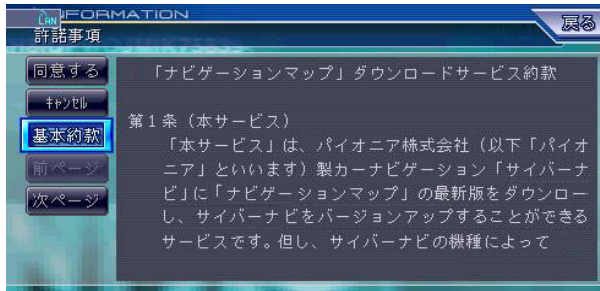 LAN
INFORMATION
許諾事項
戻る
同意する
キャンセル
基本約款
前ページ
次ページ
「ナビゲーションマップ」ダウンロードサービス約款
第１条（本サービス）
「本サービス」は、パイオニア株式会社（以下「パイオ
ニア」といいます）製カーナビゲーション「サイバーナ
ビ」に「ナビゲーションマップ」の最新版をダウンロー
し、サイバーナビをバージョンアップすることができる
サービスです。但し、サイバーナビの機種によって